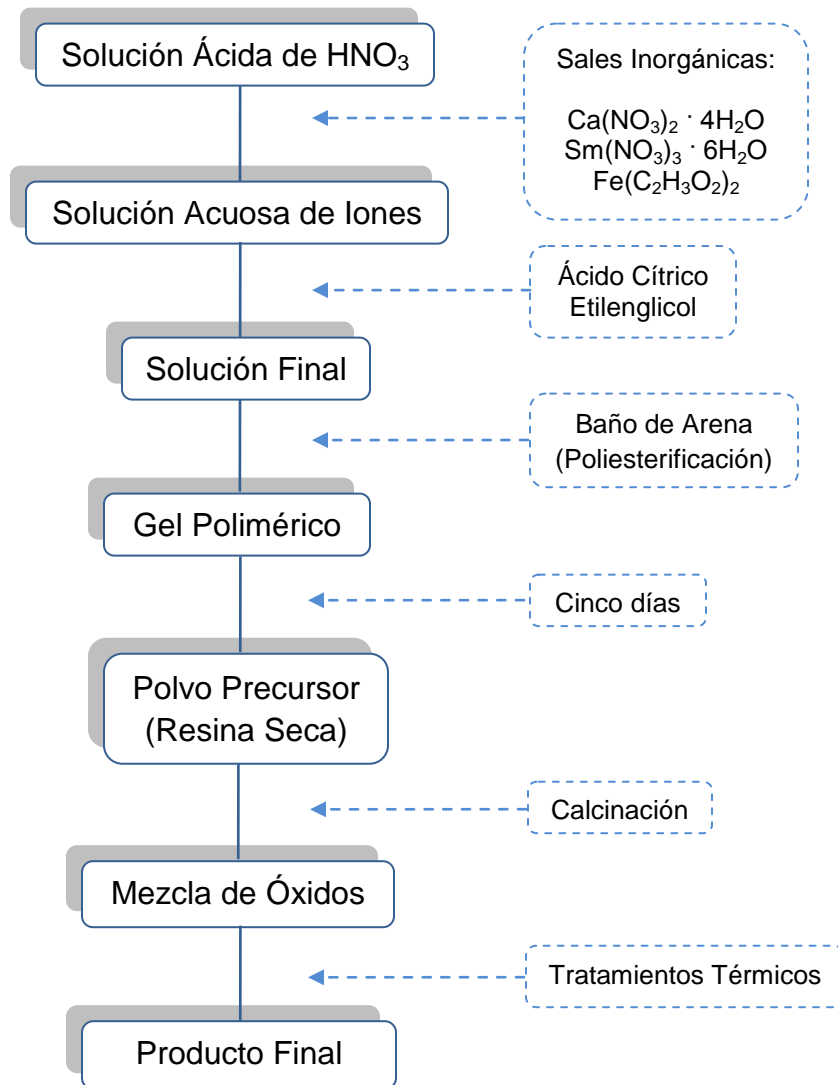 Solución Ácida de HNO₃
Sales Inorgánicas:
Ca(NO₃)₂ · 4H₂O
Sm(NO₃)₃ · 6H₂O
Fe(C₂H₃O₂)₂
Solución Acuosa de Iones
Ácido Cítrico
Etilenglicol
Solución Final
Baño de Arena
(Poliesterificación)
Gel Polimérico
Cinco días
Polvo Precursor
(Resina Seca)
Calcinación
Mezcla de Óxidos
Tratamientos Térmicos
Producto Final